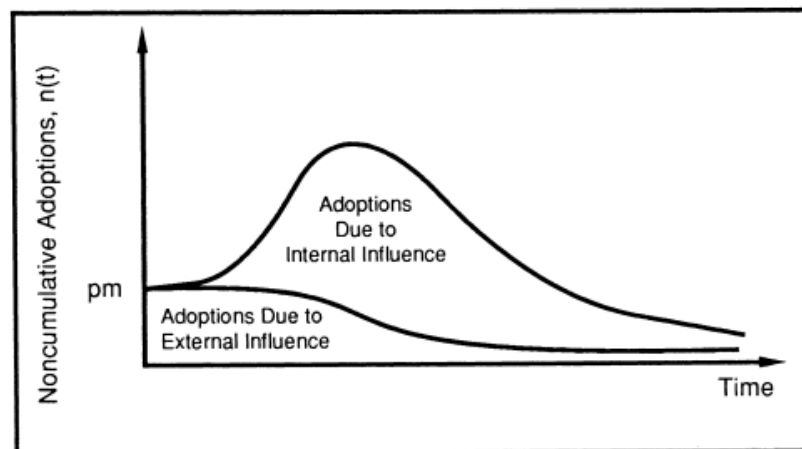 Noncumulative Adoptions, n(t)
Adoptions
Due to
Internal Influence
pm
Adoptions Due to
External Influence
Time